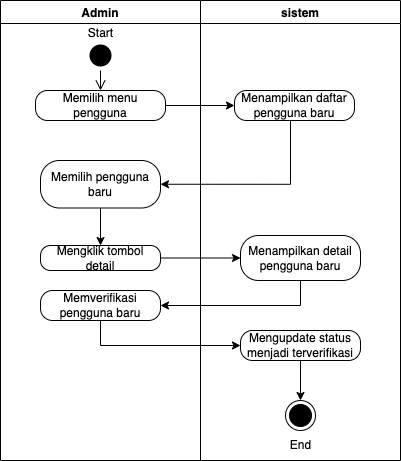 Admin
sistem
Start
Memilih menu
pengguna
Menampilkan daftar
pengguna baru
Memilih pengguna
baru
Mengklik tombol
detail
Menampilkan detail
pengguna baru
Memverifikasi
pengguna baru
Mengupdate status
menjadi terverifikasi
End